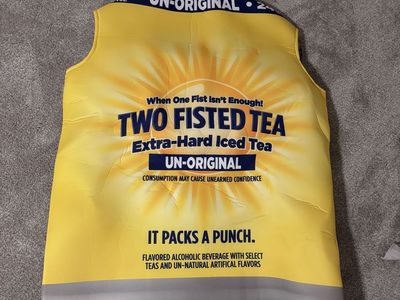 UN-ORIGINAL
When One Fist Isn't Enough!
TWO FISTED TEA
Extra-Hard Iced Tea
UN-ORIGINAL
CONSUMPTION MAY CAUSE UNEARNED CONFIDENCE
IT PACKS A PUNCH.
FLAVORED ALCOHOLIC BEVERAGE WITH SELECT
TEAS AND UN-NATURAL ARTIFICAL FLAVORS